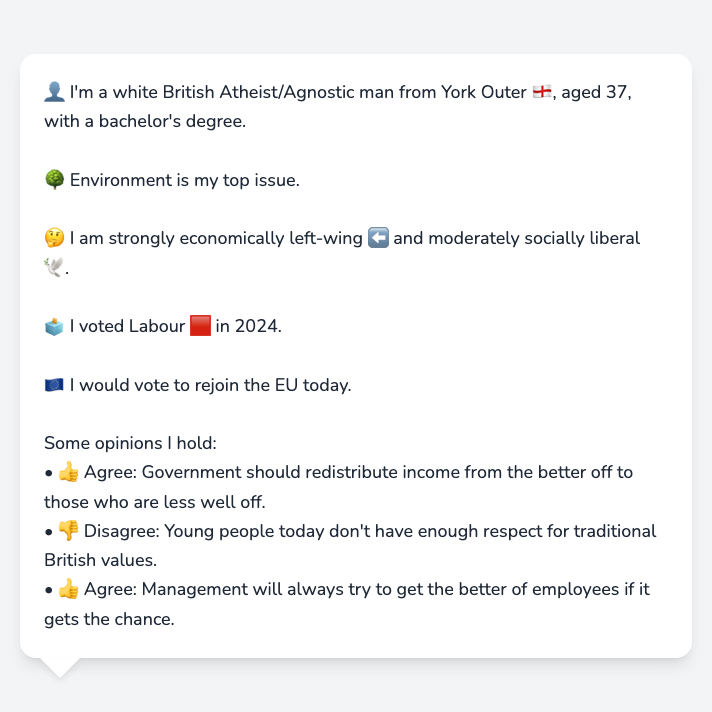 👤 I'm a white British Atheist/Agnostic man from York Outer 🏴󠁧󠁢󠁥󠁮󠁧󠁿, aged 37,
with a bachelor's degree.
🌳 Environment is my top issue.
🤔 I am strongly economically left-wing ⬅️ and moderately socially liberal
🕊️.
🗳️ I voted Labour 🟥 in 2024.
🇪🇺 I would vote to rejoin the EU today.
Some opinions I hold:
• 👍 Agree: Government should redistribute income from the better off to
those who are less well off.
• 👎 Disagree: Young people today don't have enough respect for traditional
British values.
• 👍 Agree: Management will always try to get the better of employees if it
gets the chance.